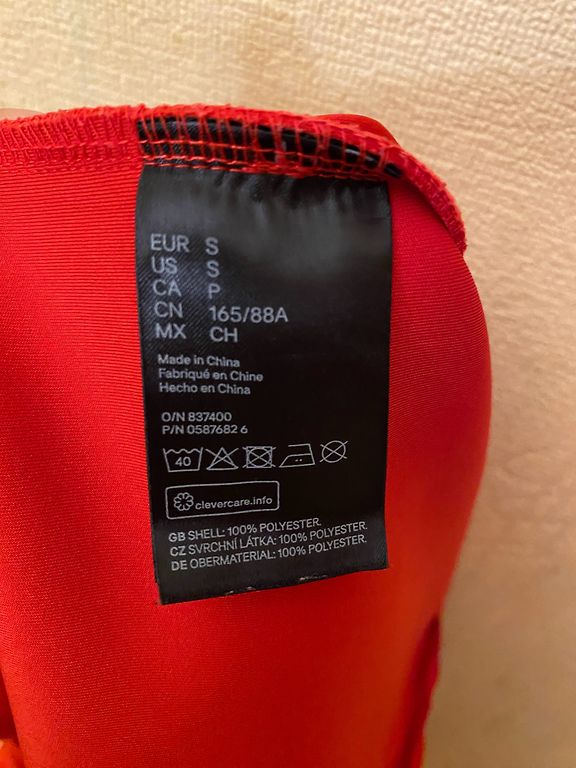 EUR S
US S
CA P
CN 165/88A
MX CH
Made in China
Fabriqué en Chine
Hecho en China
O/N 837400
P/N 0587682 6
40
clevercare.info
GB SHELL: 100% POLYESTER.
CZ SVRCHNÍ LÁTKA: 100% POLYESTER.
DE OBERMATERIAL: 100% POLYESTER.